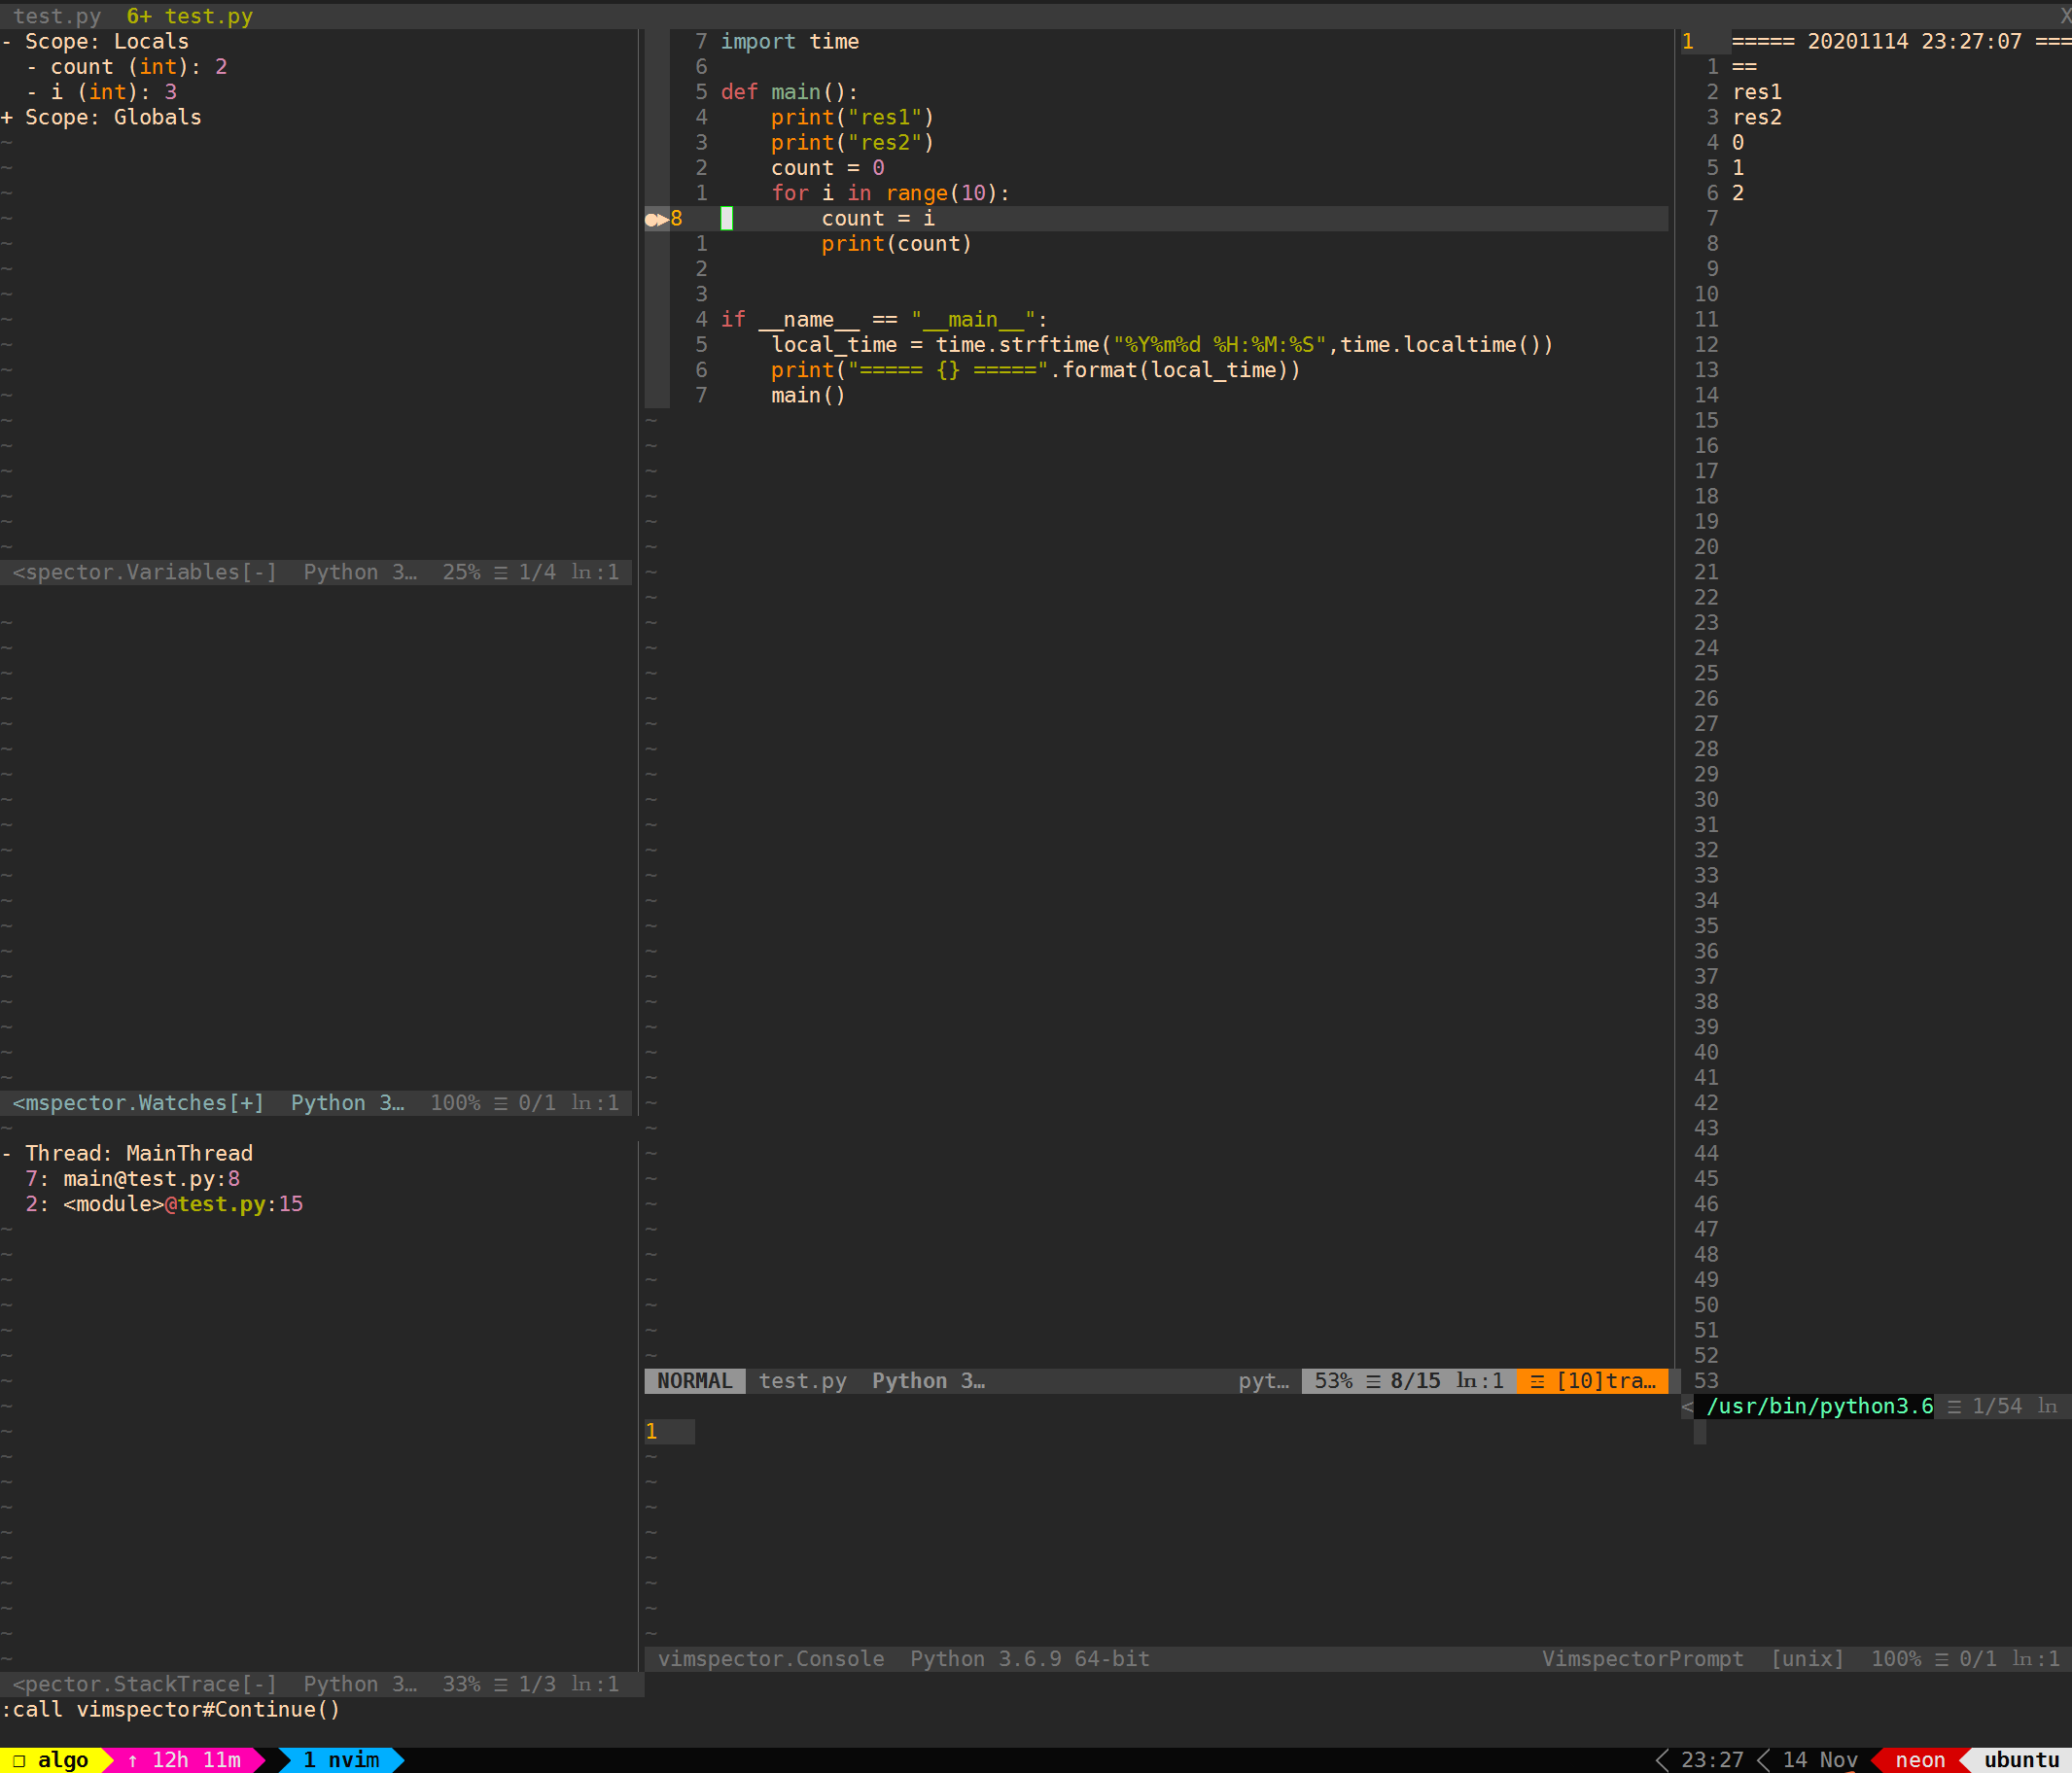 test.py  6+ test.py X
- Scope: Locals
  - count (int): 2
  - i (int): 3
+ Scope: Globals
<spector.Variables[-]  Python 3…  25% ☰ 1/4 ln:1
<mspector.Watches[+]  Python 3…  100% ☰ 0/1 ln:1
- Thread: MainThread
  7: main@test.py:8
  2: <module>@test.py:15
<pector.StackTrace[-]  Python 3…  33% ☰ 1/3 ln:1
7 import time
6
5 def main():
4     print("res1")
3     print("res2")
2     count = 0
1     for i in range(10):
●▶8         count = i
1         print(count)
2
3
4 if __name__ == "__main__":
5     local_time = time.strftime("%Y%m%d %H:%M:%S",time.localtime())
6     print("===== {} =====".format(local_time))
7     main()
NORMAL  test.py  Python 3…  pyt…  53% ☰ 8/15 ln:1  ☲ [10]tra…
1
vimspector.Console  Python 3.6.9 64-bit  VimspectorPrompt  [unix]  100% ☰ 0/1 ln:1
1 ===== 20201114 23:27:07 ===
1 ==
2 res1
3 res2
4 0
5 1
6 2
7
8
9
10
11
12
13
14
15
16
17
18
19
20
21
22
23
24
25
26
27
28
29
30
31
32
33
34
35
36
37
38
39
40
41
42
43
44
45
46
47
48
49
50
51
52
53
< /usr/bin/python3.6 ☰ 1/54 ln
:call vimspector#Continue()
❐ algo  ↑ 12h 11m  1 nvim  23:27  14 Nov  neon  ubuntu